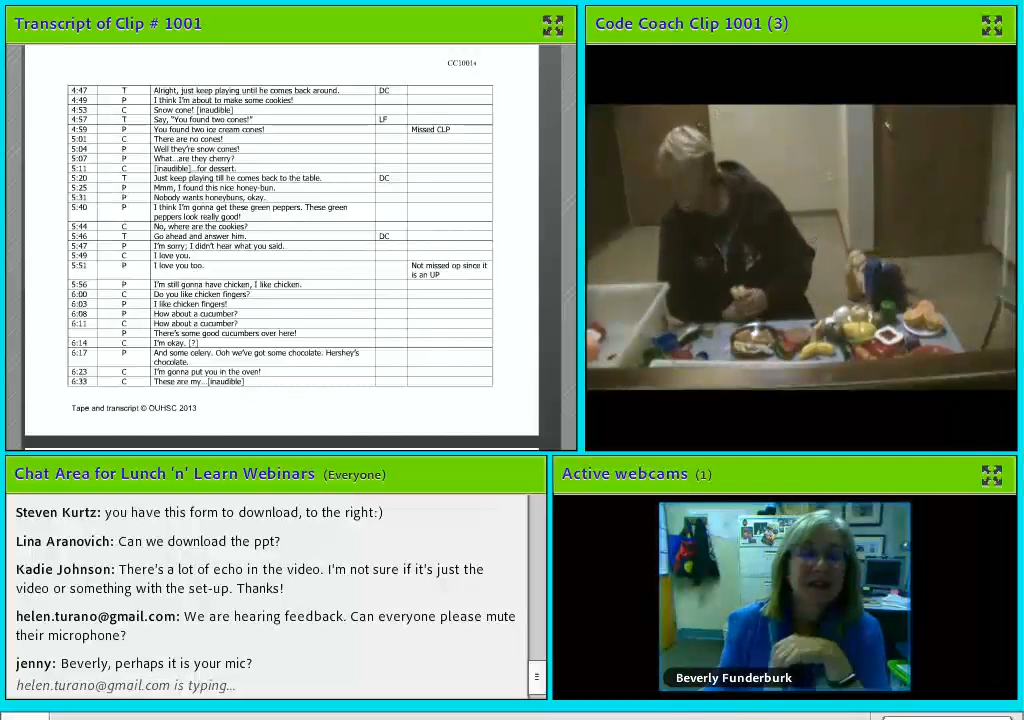 Transcript of Clip # 1001
CC1001s
4:47 T Alright, just keep playing until he comes back around. DC
4:49 P I think I'm about to make some cookies!
4:53 C Snow cone! [inaudible]
4:57 T Say, "You found two cones!" LF
4:59 P You found two ice cream cones! Missed CLP
5:01 C There are no cones!
5:04 P Well they're snow cones!
5:07 P What...are they cherry?
5:11 C [inaudible]...for dessert.
5:20 T Just keep playing till he comes back to the table. DC
5:25 P Mmm, I found this nice honey-bun.
5:31 P Nobody wants honeybuns, okay.
5:40 P I think I'm gonna get these green peppers. These green
peppers look really good!
5:44 C No, where are the cookies?
5:46 T Go ahead and answer him. DC
5:47 P I'm sorry; I didn't hear what you said.
5:49 C I love you.
5:51 P I love you too. Not missed op since it
is an UP
5:56 P I'm still gonna have chicken, I like chicken.
6:00 C Do you like chicken fingers?
6:03 P I like chicken fingers!
6:08 P How about a cucumber?
6:11 C How about a cucumber?
P There's some good cucumbers over here!
6:14 C I'm okay. [?]
6:17 P And some celery. Ooh we've got some chocolate. Hershey's
chocolate.
6:23 C I'm gonna put you in the oven!
6:33 C These are my...[inaudible]
Tape and transcript © OUHSC 2013
Code Coach Clip 1001 (3)
Chat Area for Lunch 'n' Learn Webinars (Everyone)
Steven Kurtz: you have this form to download, to the right:)
Lina Aranovich: Can we download the ppt?
Kadie Johnson: There's a lot of echo in the video. I'm not sure if it's just the
video or something with the set-up. Thanks!
helen.turano@gmail.com: We are hearing feedback. Can everyone please mute
their microphone?
jenny: Beverly, perhaps it is your mic?
helen.turano@gmail.com is typing...
Active webcams (1)
Beverly Funderburk